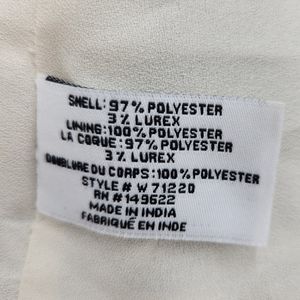 SHELL: 97% POLYESTER
3% LUREX
LINING: 100% POLYESTER
LA COQUE: 97% POLYESTER
3% LUREX
DOUBLURE DU CORPS: 100% POLYESTER
STYLE # W 71220
RN # 149622
MADE IN INDIA
FABRIQUÉ EN INDE